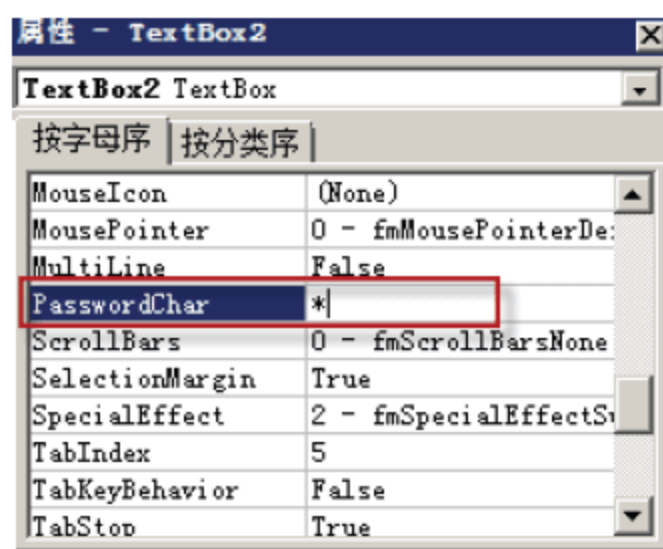 属性 - TextBox2
TextBox2 TextBox
按字母序 按分类序
MouseIcon (None)
MousePointer 0 - fmMousePointerDe
MultiLine False
PasswordChar *
ScrollBars 0 - fmScrollBarsNone
SelectionMargin True
SpecialEffect 2 - fmSpecialEffectS
TabIndex 5
TabKeyBehavior False
TabStop True